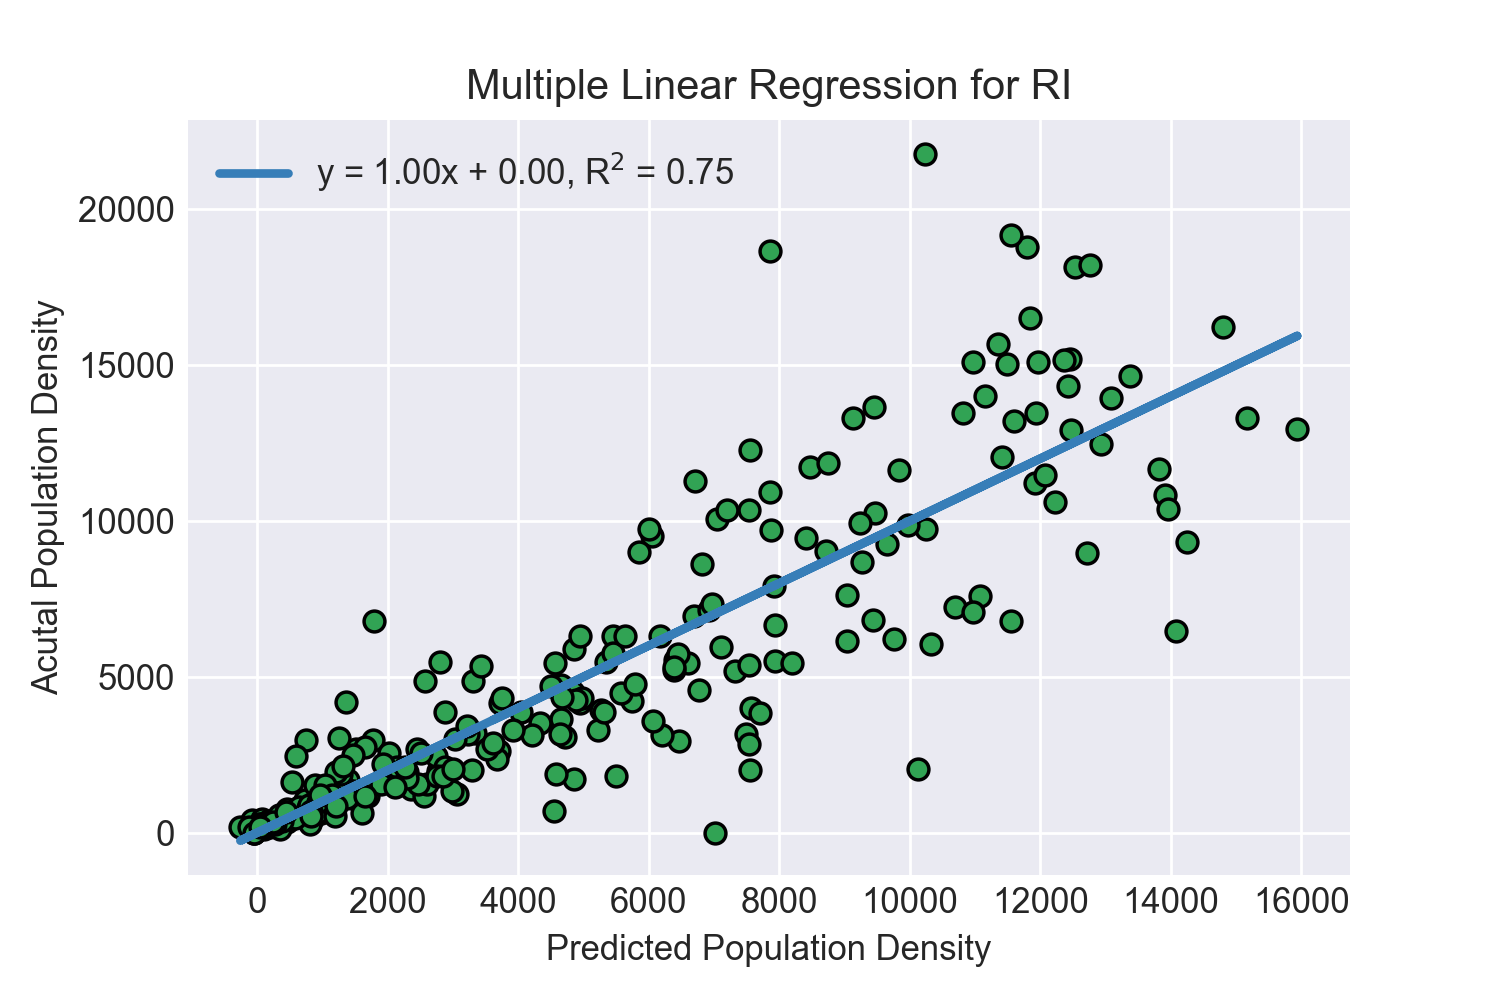 Multiple Linear Regression for RI
y = 1.00x + 0.00, R² = 0.75
20000
15000
10000
5000
0
Acutal Population Density
0 2000 4000 6000 8000 10000 12000 14000 16000
Predicted Population Density